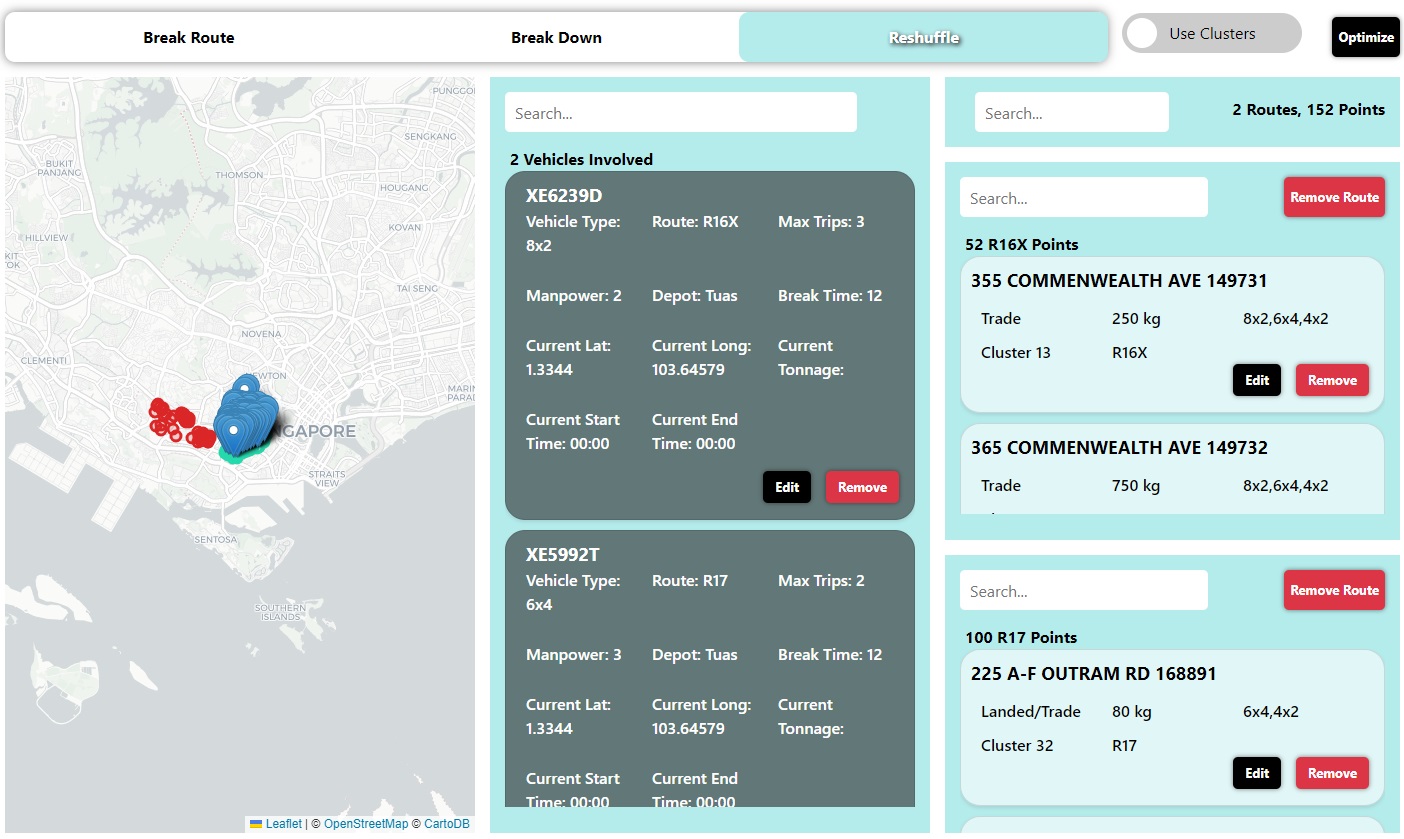 Break Route
Break Down
Reshuffle
Use Clusters
Optimize
PUNGGO
SENGKANG
BUKIT
PANJANG
THOMSON
HOUGANG
KOVAN
HILLVIEW
KIT
TOK
TAI SENG
NOVENA
CLEMENTI
EWTON
MARIN
PARAD
NGAPORE
STRAITS
VIEW
SENTOSA
SOUTHERN
ISLANDS
Leaflet | © OpenStreetMap © CartoDB
Search...
2 Vehicles Involved
XE6239D
Vehicle Type: Route: R16X Max Trips: 3
8x2
Manpower: 2 Depot: Tuas Break Time: 12
Current Lat: Current Long: Current
1.3344 103.64579 Tonnage:
Current Start Current End
Time: 00:00 Time: 00:00
Edit Remove
XE5992T
Vehicle Type: Route: R17 Max Trips: 2
6x4
Manpower: 3 Depot: Tuas Break Time: 12
Current Lat: Current Long: Current
1.3344 103.64579 Tonnage:
Current Start Current End
Time: 00:00 Time: 00:00
Search...
2 Routes, 152 Points
Search...
Remove Route
52 R16X Points
355 COMMENWEALTH AVE 149731
Trade 250 kg 8x2,6x4,4x2
Cluster 13 R16X
Edit Remove
365 COMMENWEALTH AVE 149732
Trade 750 kg 8x2,6x4,4x2
Search...
Remove Route
100 R17 Points
225 A-F OUTRAM RD 168891
Landed/Trade 80 kg 6x4,4x2
Cluster 32 R17
Edit Remove